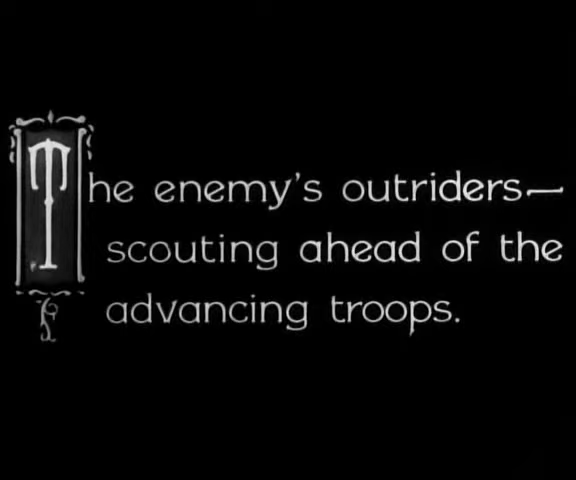 The enemy's outriders—
scouting ahead of the
advancing troops.